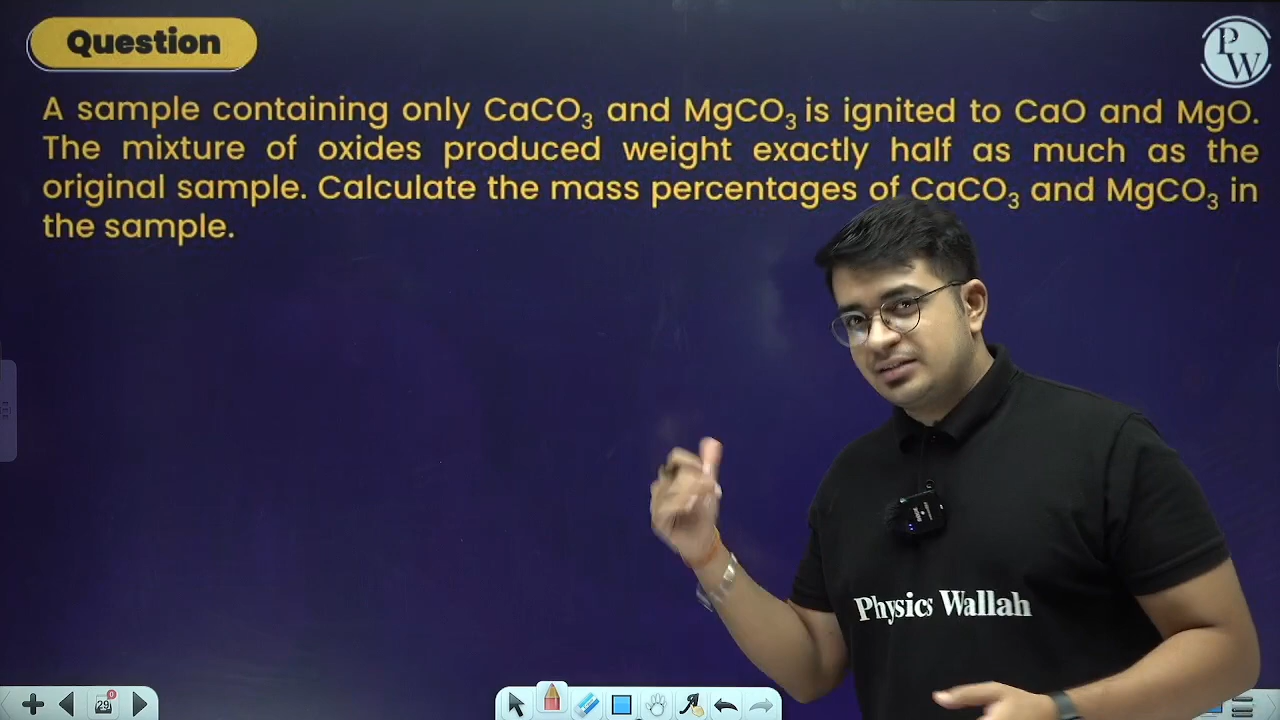 Question
P
W
A sample containing only CaCO₃ and MgCO₃ is ignited to CaO and MgO.
The mixture of oxides produced weight exactly half as much as the
original sample. Calculate the mass percentages of CaCO₃ and MgCO₃ in
the sample.
Physics Wallah
29